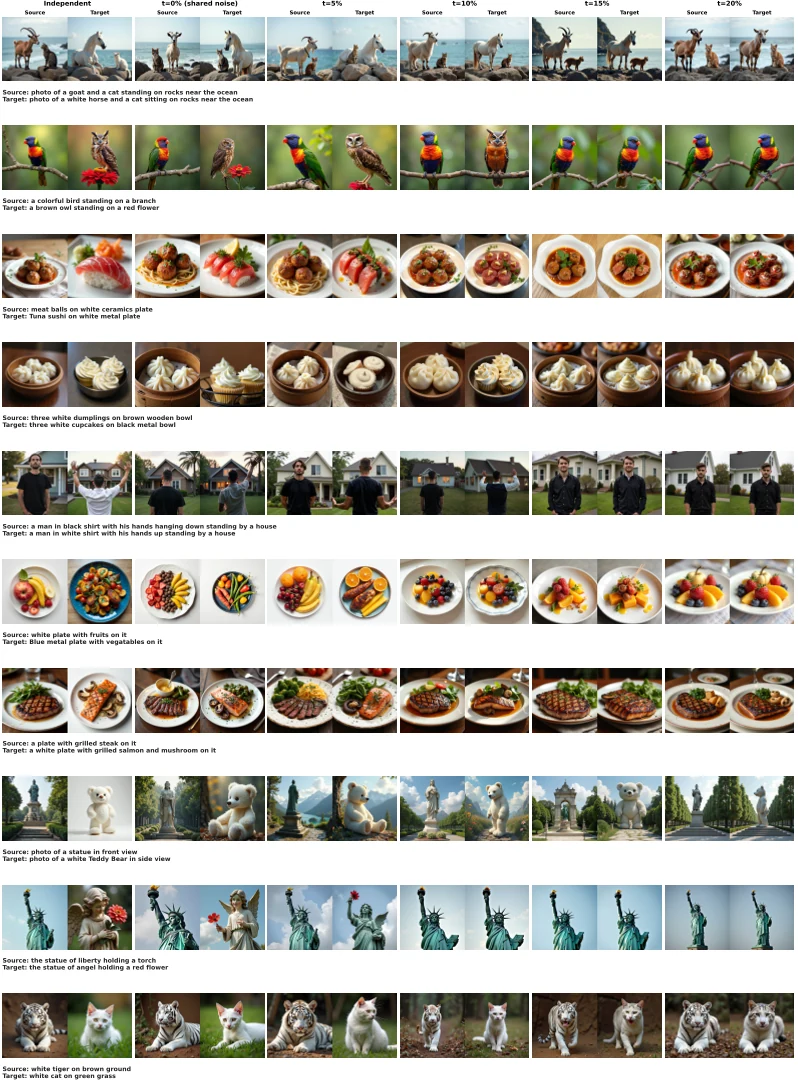 Independent t=0% (shared noise) t=5% t=10% t=15% t=20%
Source Target Source Target Source Target Source Target Source Target Source Target
Source: photo of a goat and a cat standing on rocks near the ocean
Target: photo of a white horse and a cat sitting on rocks near the ocean
Source: a colorful bird standing on a branch
Target: a brown owl standing on a red flower
Source: meat balls on white ceramics plate
Target: Tuna sushi on white metal plate
Source: three white dumplings on brown wooden bowl
Target: three white cupcakes on black metal bowl
Source: a man in black shirt with his hands hanging down standing by a house
Target: a man in white shirt with his hands up standing by a house
Source: white plate with fruits on it
Target: Blue metal plate with vegatables on it
Source: a plate with grilled steak on it
Target: a white plate with grilled salmon and mushroom on it
Source: photo of a statue in front view
Target: photo of a white Teddy Bear in side view
Source: the statue of liberty holding a torch
Target: the statue of angel holding a red flower
Source: white tiger on brown ground
Target: white cat on green grass